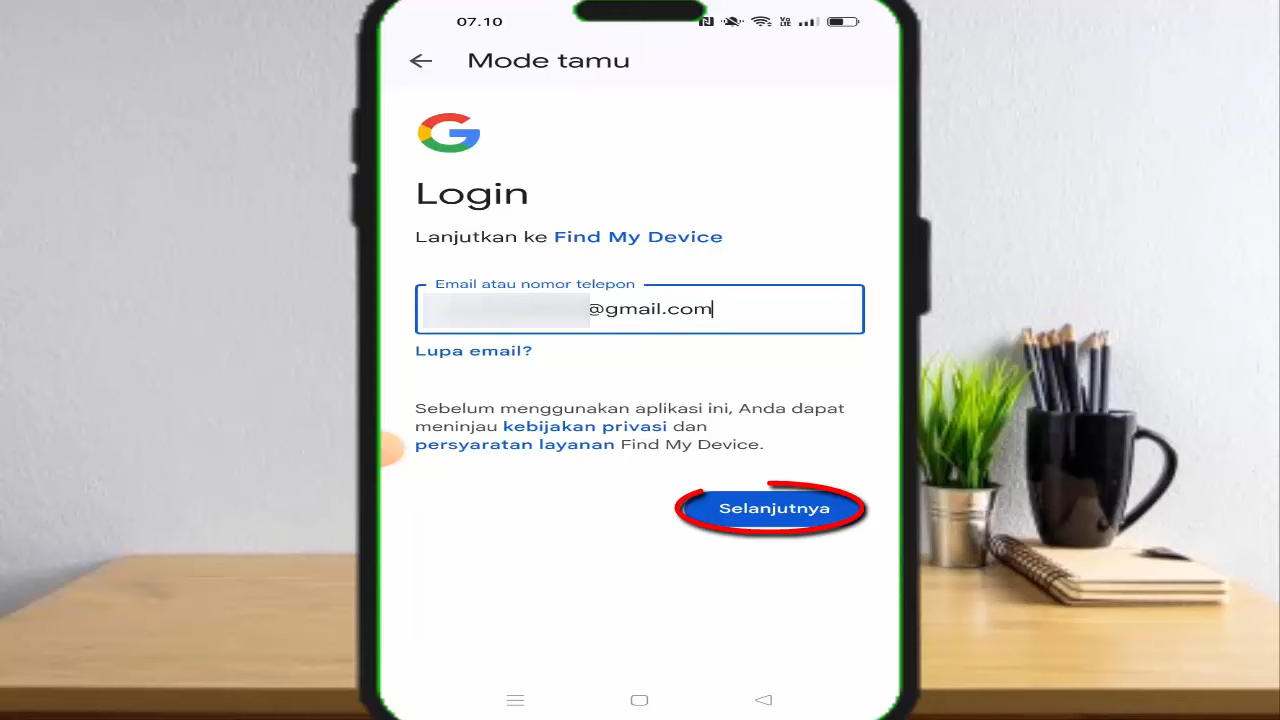 07.10
Mode tamu
Login
Lanjutkan ke Find My Device
Email atau nomor telepon
@gmail.com
Lupa email?
Sebelum menggunakan aplikasi ini, Anda dapat
meninjau kebijakan privasi dan
persyaratan layanan Find My Device.
Selanjutnya